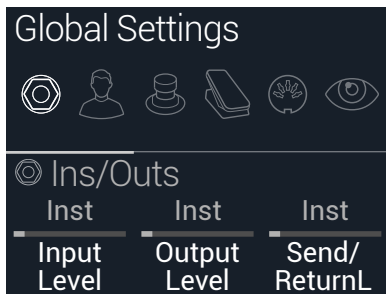 Global Settings
Ins/Outs
Inst Inst Inst
Input Output Send/
Level Level ReturnL